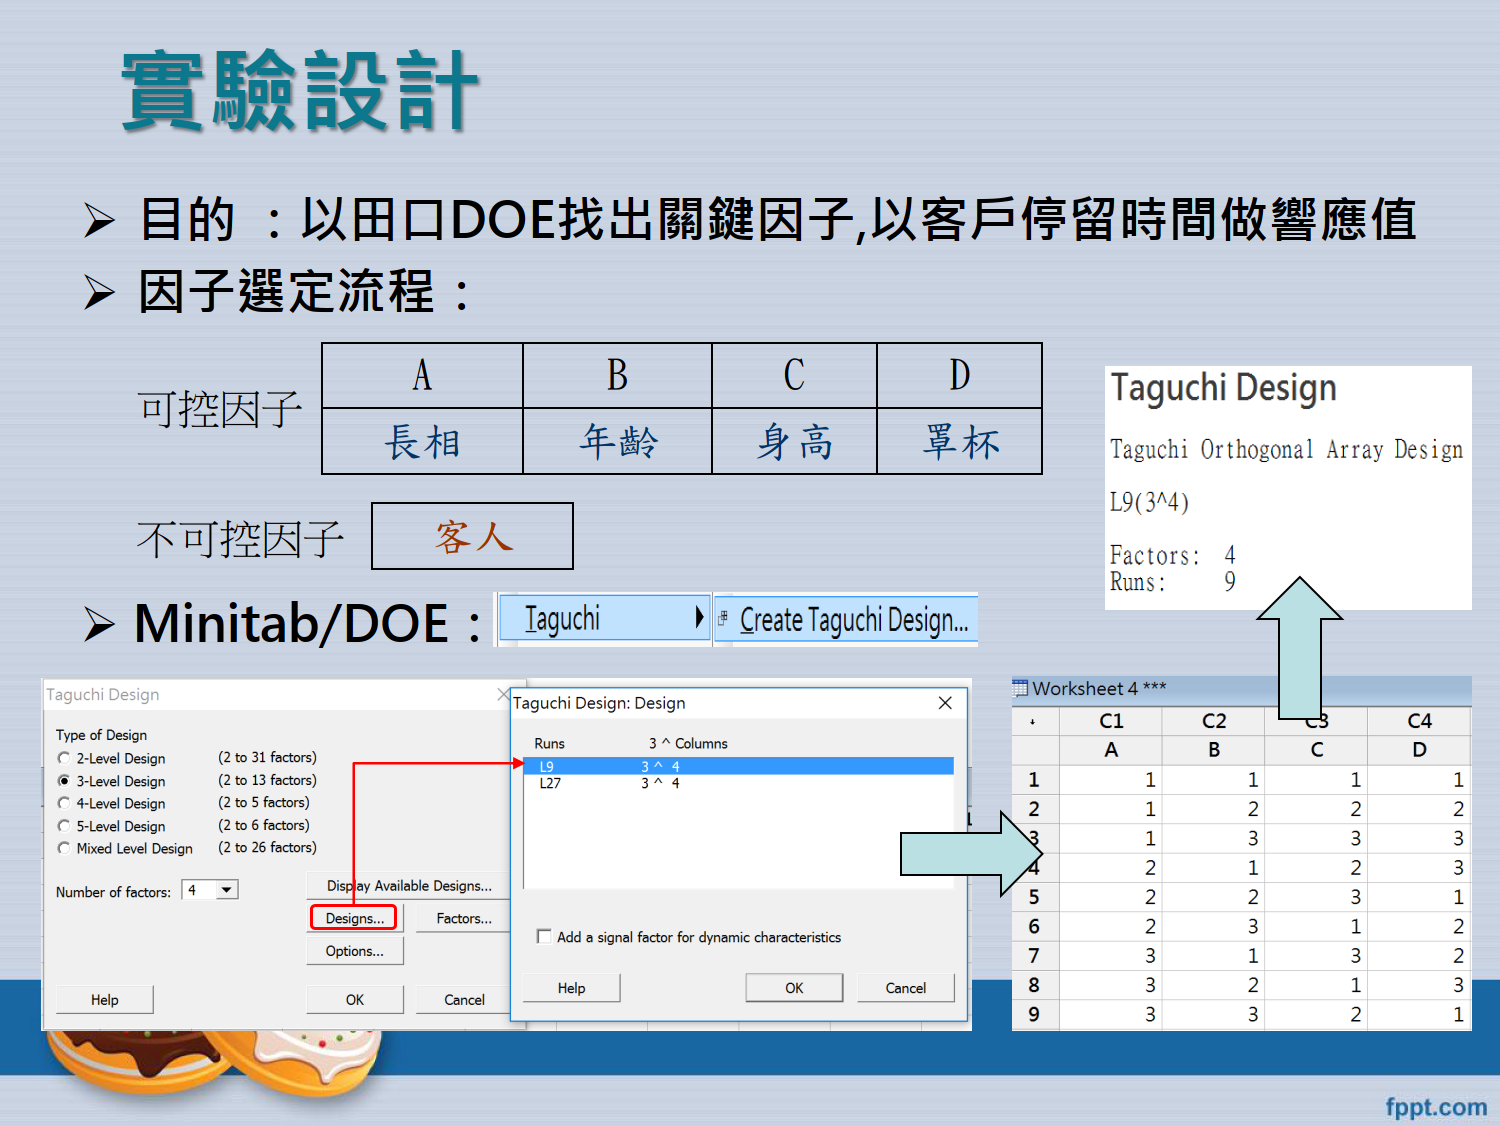 實驗設計
目的 ：以田口DOE找出關鍵因子,以客戶停留時間做響應值
因子選定流程：
可控因子
A B C D
長相 年齡 身高 罩杯
不可控因子 客人
Taguchi Design
Taguchi Orthogonal Array Design
L9(3^4)
Factors: 4
Runs: 9
Minitab/DOE： Taguchi Create Taguchi Design...
Taguchi Design
Type of Design
2-Level Design (2 to 31 factors)
3-Level Design (2 to 13 factors)
4-Level Design (2 to 5 factors)
5-Level Design (2 to 6 factors)
Mixed Level Design (2 to 26 factors)
Number of factors: 4
Display Available Designs...
Designs... Factors...
Options...
Help OK Cancel
Taguchi Design: Design
Runs 3 ^ Columns
L9 3 ^ 4
L27 3 ^ 4
Add a signal factor for dynamic characteristics
Help OK Cancel
Worksheet 4 ***
C1 C2 C3 C4
A B C D
1 1 1 1 1
2 1 2 2 2
3 1 3 3 3
4 2 1 2 3
5 2 2 3 1
6 2 3 1 2
7 3 1 3 2
8 3 2 1 3
9 3 3 2 1
fppt.com